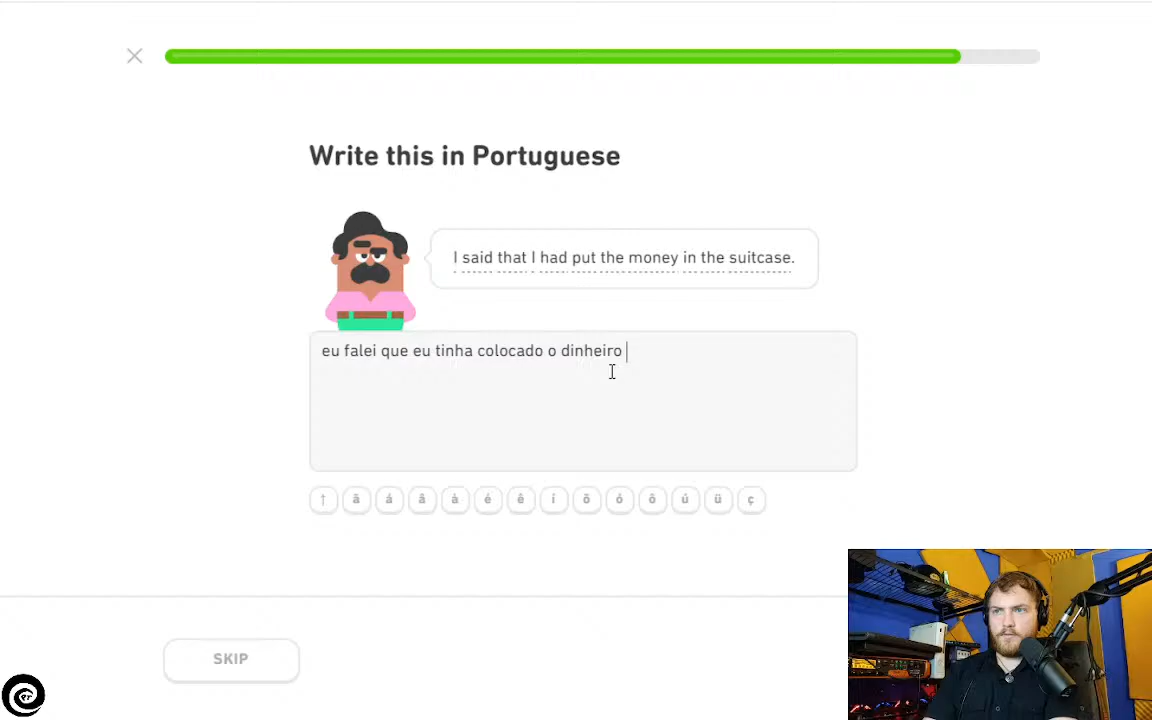 Write this in Portuguese
I said that I had put the money in the suitcase.
eu falei que eu tinha colocado o dinheiro
↑ ã á â à é ê í õ ó ô ú ü ç
SKIP